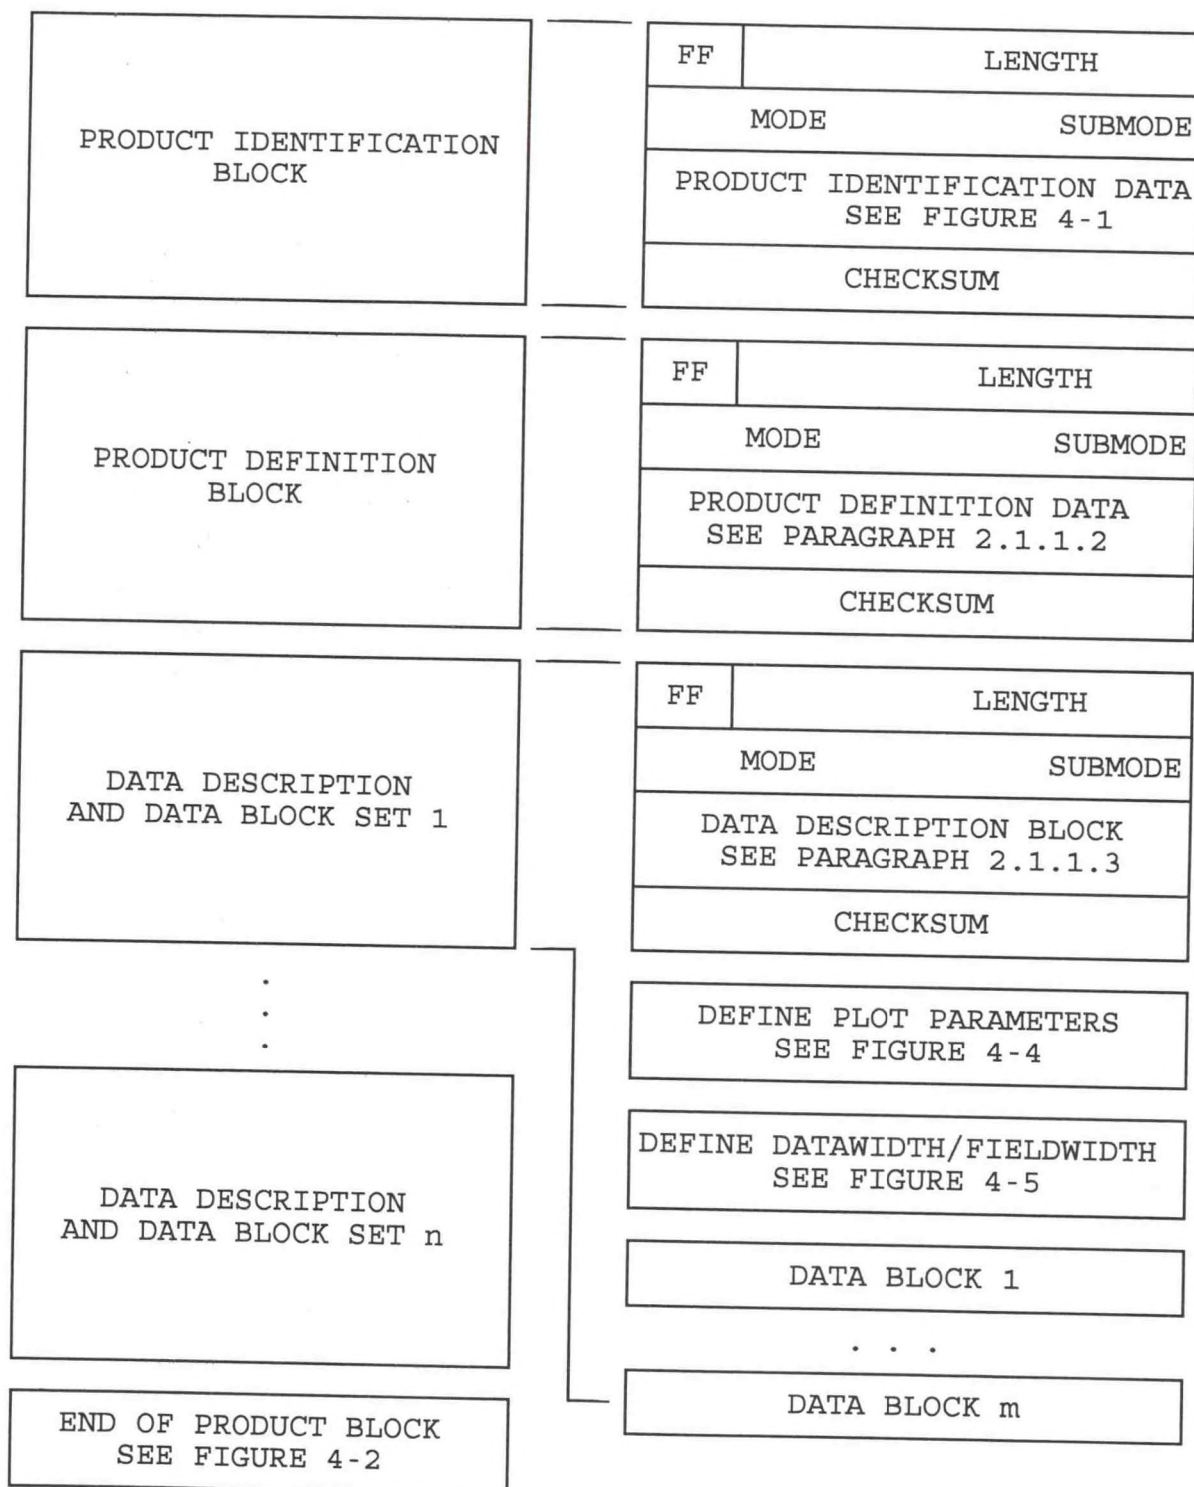 PRODUCT IDENTIFICATION
BLOCK
FF
LENGTH
MODE
SUBMODE
PRODUCT IDENTIFICATION DATA
SEE FIGURE 4-1
CHECKSUM
PRODUCT DEFINITION
BLOCK
FF
LENGTH
MODE
SUBMODE
PRODUCT DEFINITION DATA
SEE PARAGRAPH 2.1.1.2
CHECKSUM
DATA DESCRIPTION
AND DATA BLOCK SET 1
FF
LENGTH
MODE
SUBMODE
DATA DESCRIPTION BLOCK
SEE PARAGRAPH 2.1.1.3
CHECKSUM
.
.
.
DEFINE PLOT PARAMETERS
SEE FIGURE 4-4
DEFINE DATAWIDTH/FIELDWIDTH
SEE FIGURE 4-5
DATA BLOCK 1
. . .
DATA BLOCK m
DATA DESCRIPTION
AND DATA BLOCK SET n
END OF PRODUCT BLOCK
SEE FIGURE 4-2